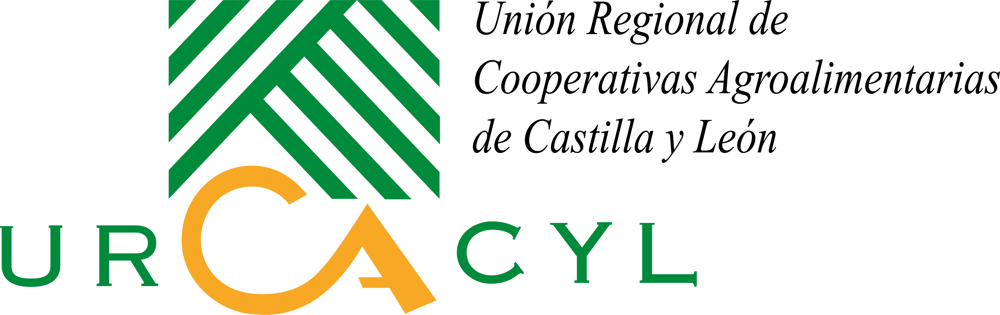 Unión Regional de
Cooperativas Agroalimentarias
de Castilla y León
URCACYL